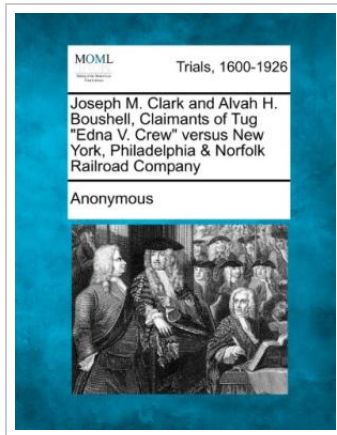 MOML
Trials, 1600-1926
Joseph M. Clark and Alvah H.
Boushell, Claimants of Tug
"Edna V. Crew" versus New
York, Philadelphia & Norfolk
Railroad Company
Anonymous